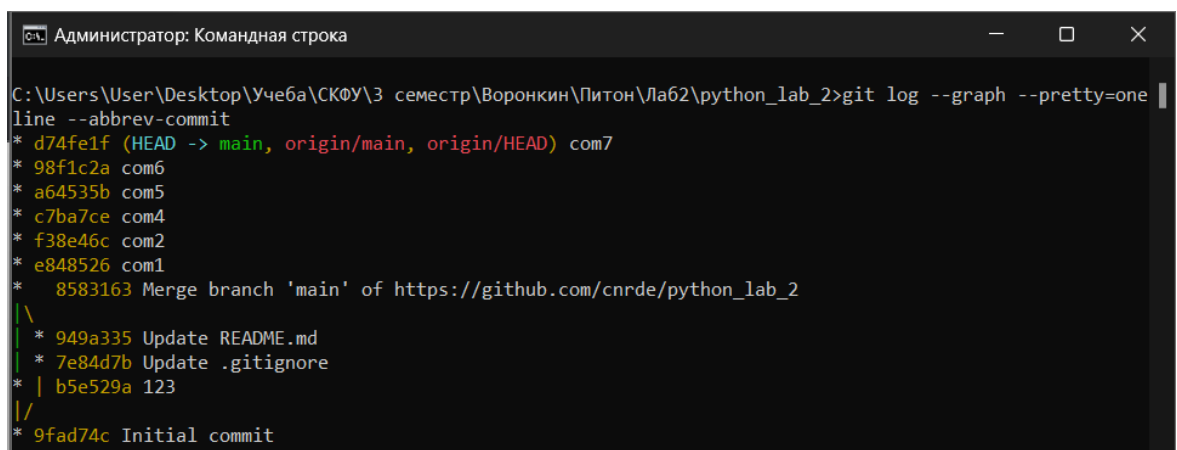 Администратор: Командная строка
C:\Users\User\Desktop\Учеба\СКФУ\3 семестр\Воронкин\Питон\Лаб2\python_lab_2>git log --graph --pretty=one
line --abbrev-commit
* d74fe1f (HEAD -> main, origin/main, origin/HEAD) com7
* 98f1c2a com6
* a64535b com5
* c7ba7ce com4
* f38e46c com2
* e848526 com1
*   8583163 Merge branch 'main' of https://github.com/cnrde/python_lab_2
|\
| * 949a335 Update README.md
| * 7e84d7b Update .gitignore
* | b5e529a 123
|/
* 9fad74c Initial commit